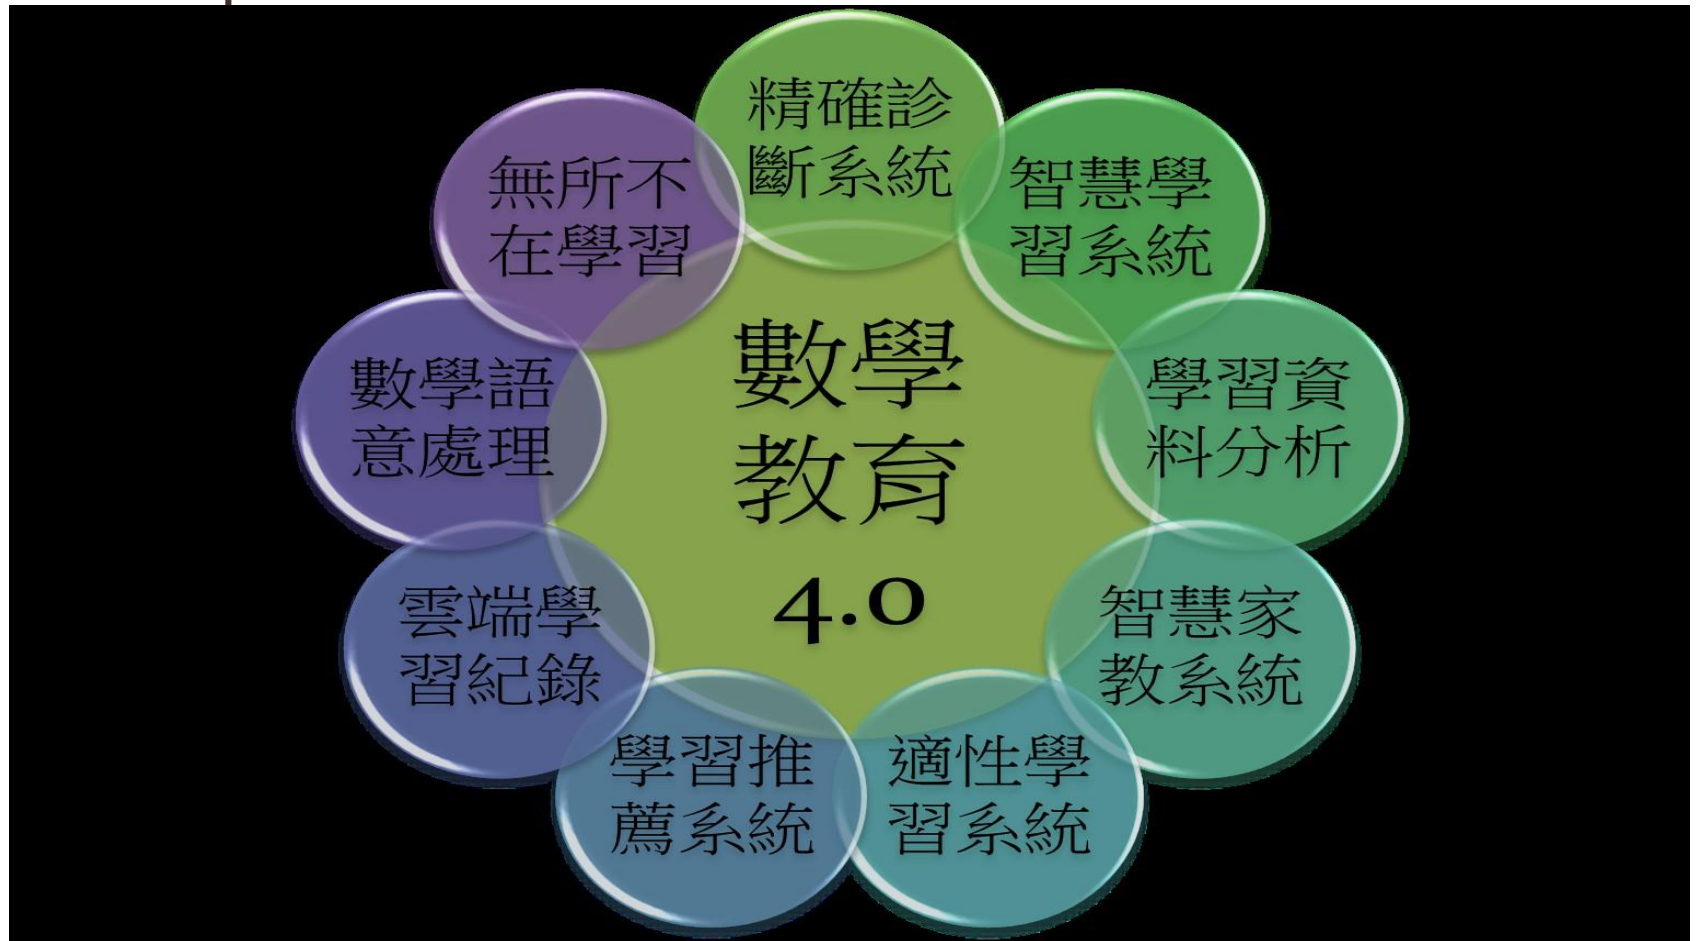 精確診
斷系統
智慧學
習系統
學習資
料分析
智慧家
教系統
適性學
習系統
學習推
薦系統
雲端學
習紀錄
數學語
意處理
無所不
在學習
數學
教育
4.0